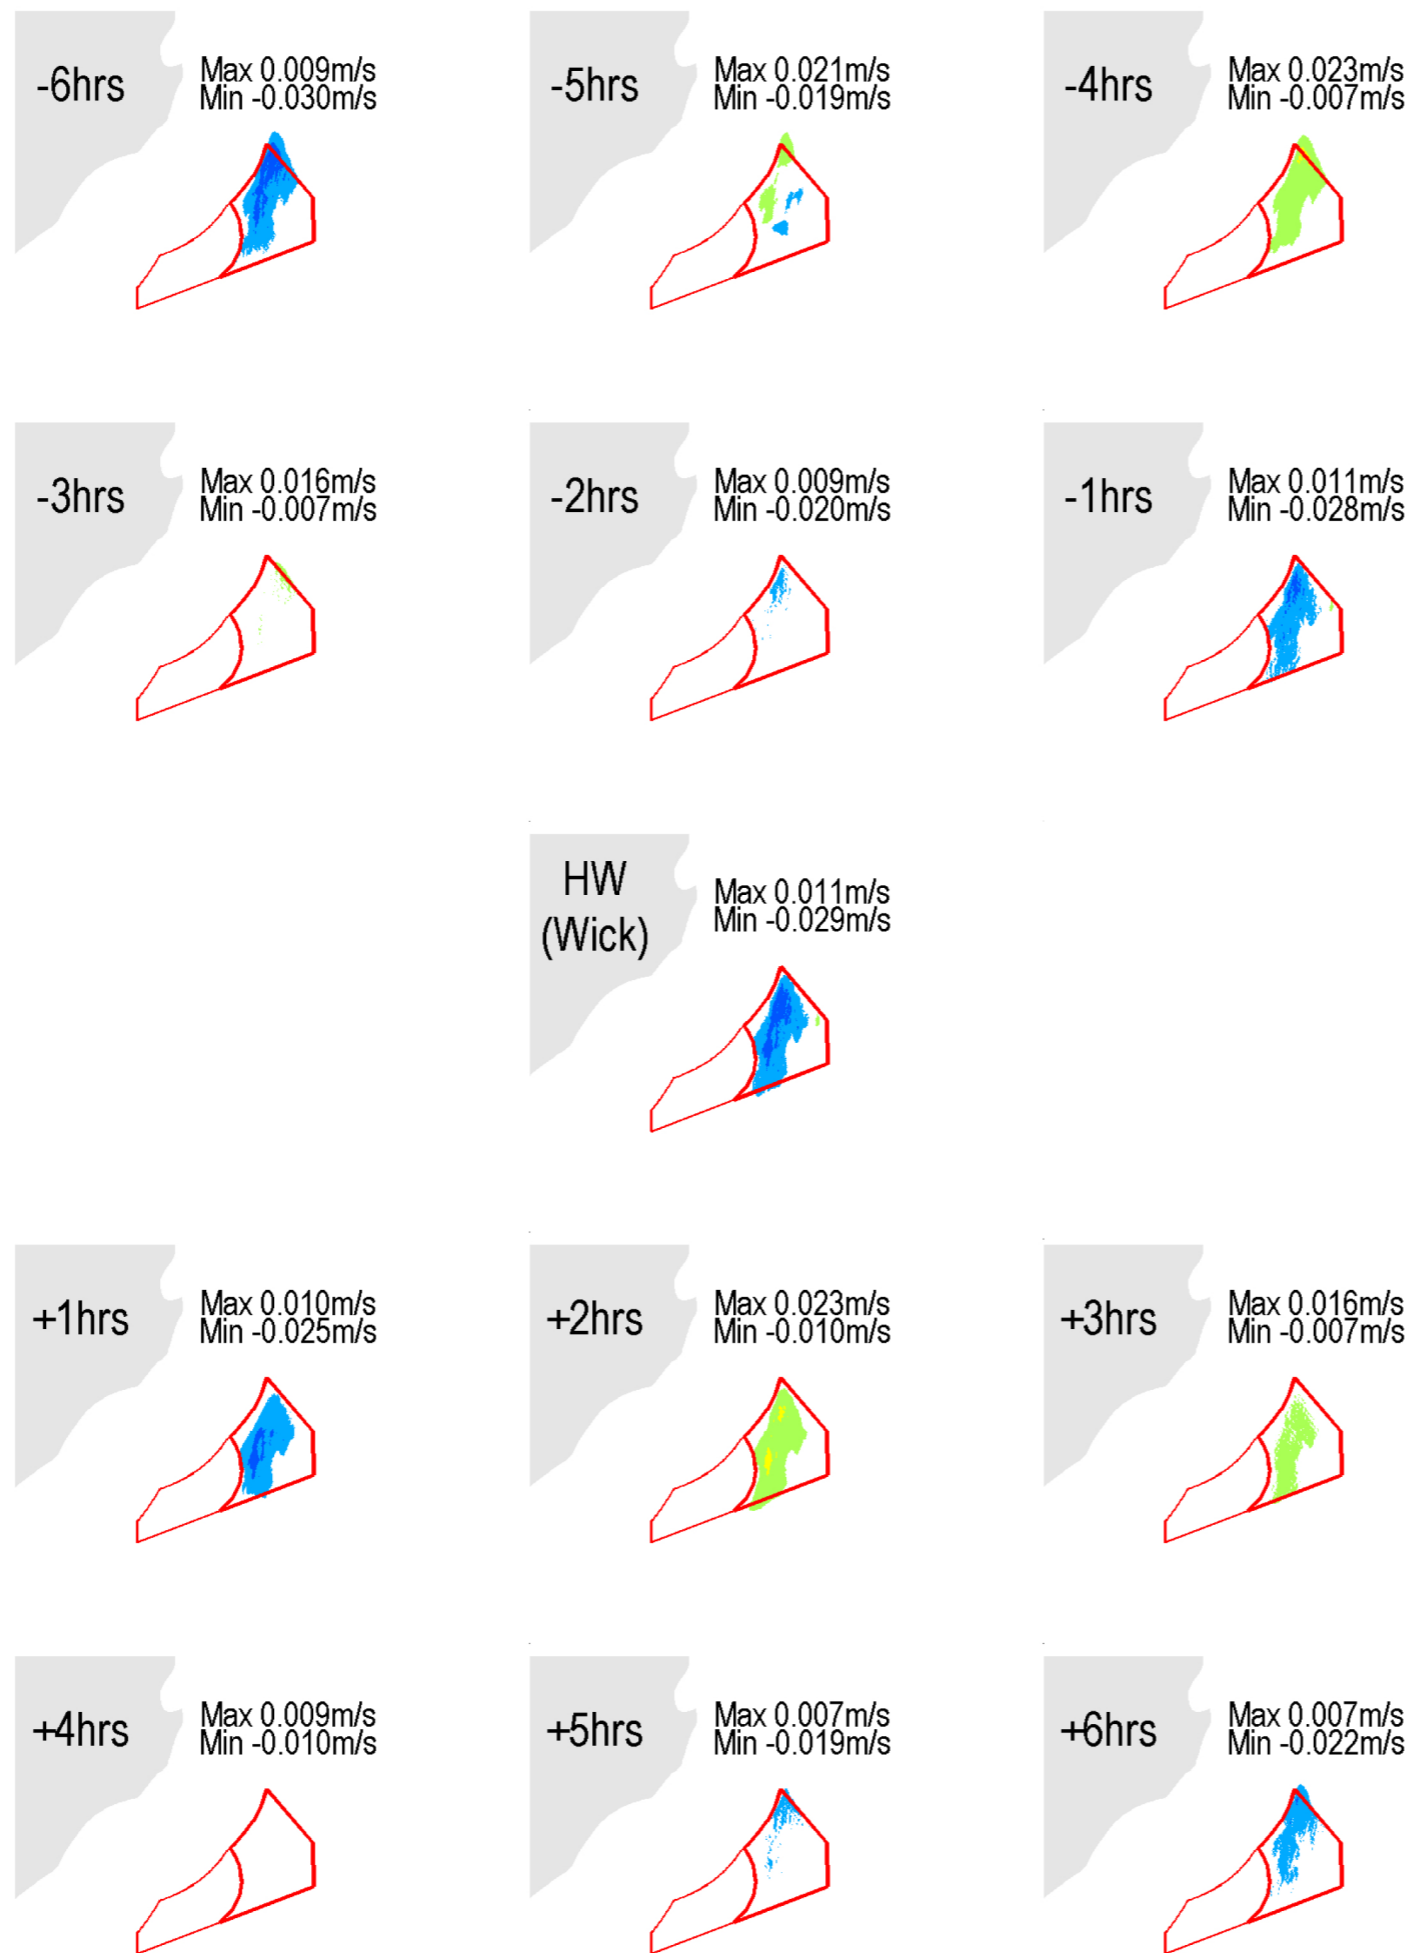 -6hrs
Max 0.009m/s
Min -0.030m/s
-5hrs
Max 0.021m/s
Min -0.019m/s
-4hrs
Max 0.023m/s
Min -0.007m/s
-3hrs
Max 0.016m/s
Min -0.007m/s
-2hrs
Max 0.009m/s
Min -0.020m/s
-1hrs
Max 0.011m/s
Min -0.028m/s
HW
(Wick)
Max 0.011m/s
Min -0.029m/s
+1hrs
Max 0.010m/s
Min -0.025m/s
+2hrs
Max 0.023m/s
Min -0.010m/s
+3hrs
Max 0.016m/s
Min -0.007m/s
+4hrs
Max 0.009m/s
Min -0.010m/s
+5hrs
Max 0.007m/s
Min -0.019m/s
+6hrs
Max 0.007m/s
Min -0.022m/s